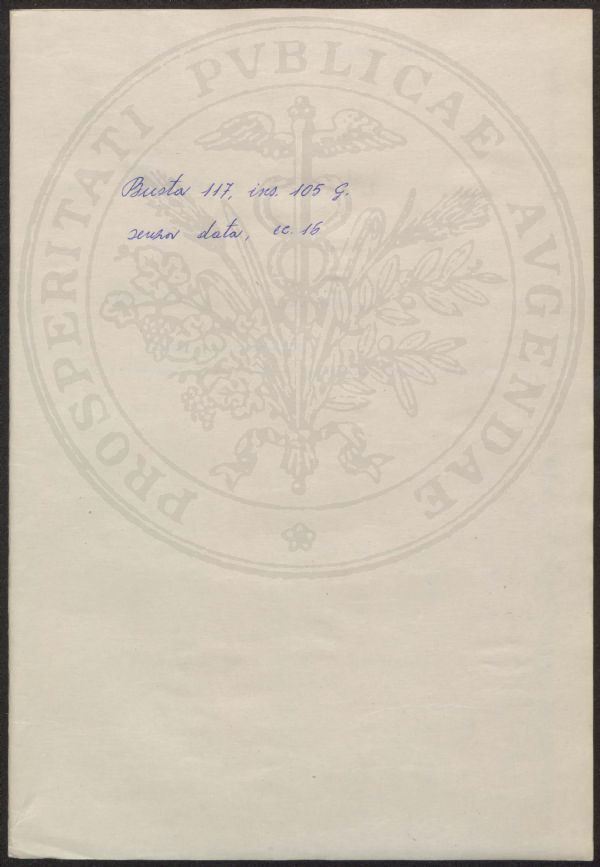 PROSPERITATI PVBLICAE AVGENDAE
Busta 117, ins. 105 G.
senza data, cc. 16